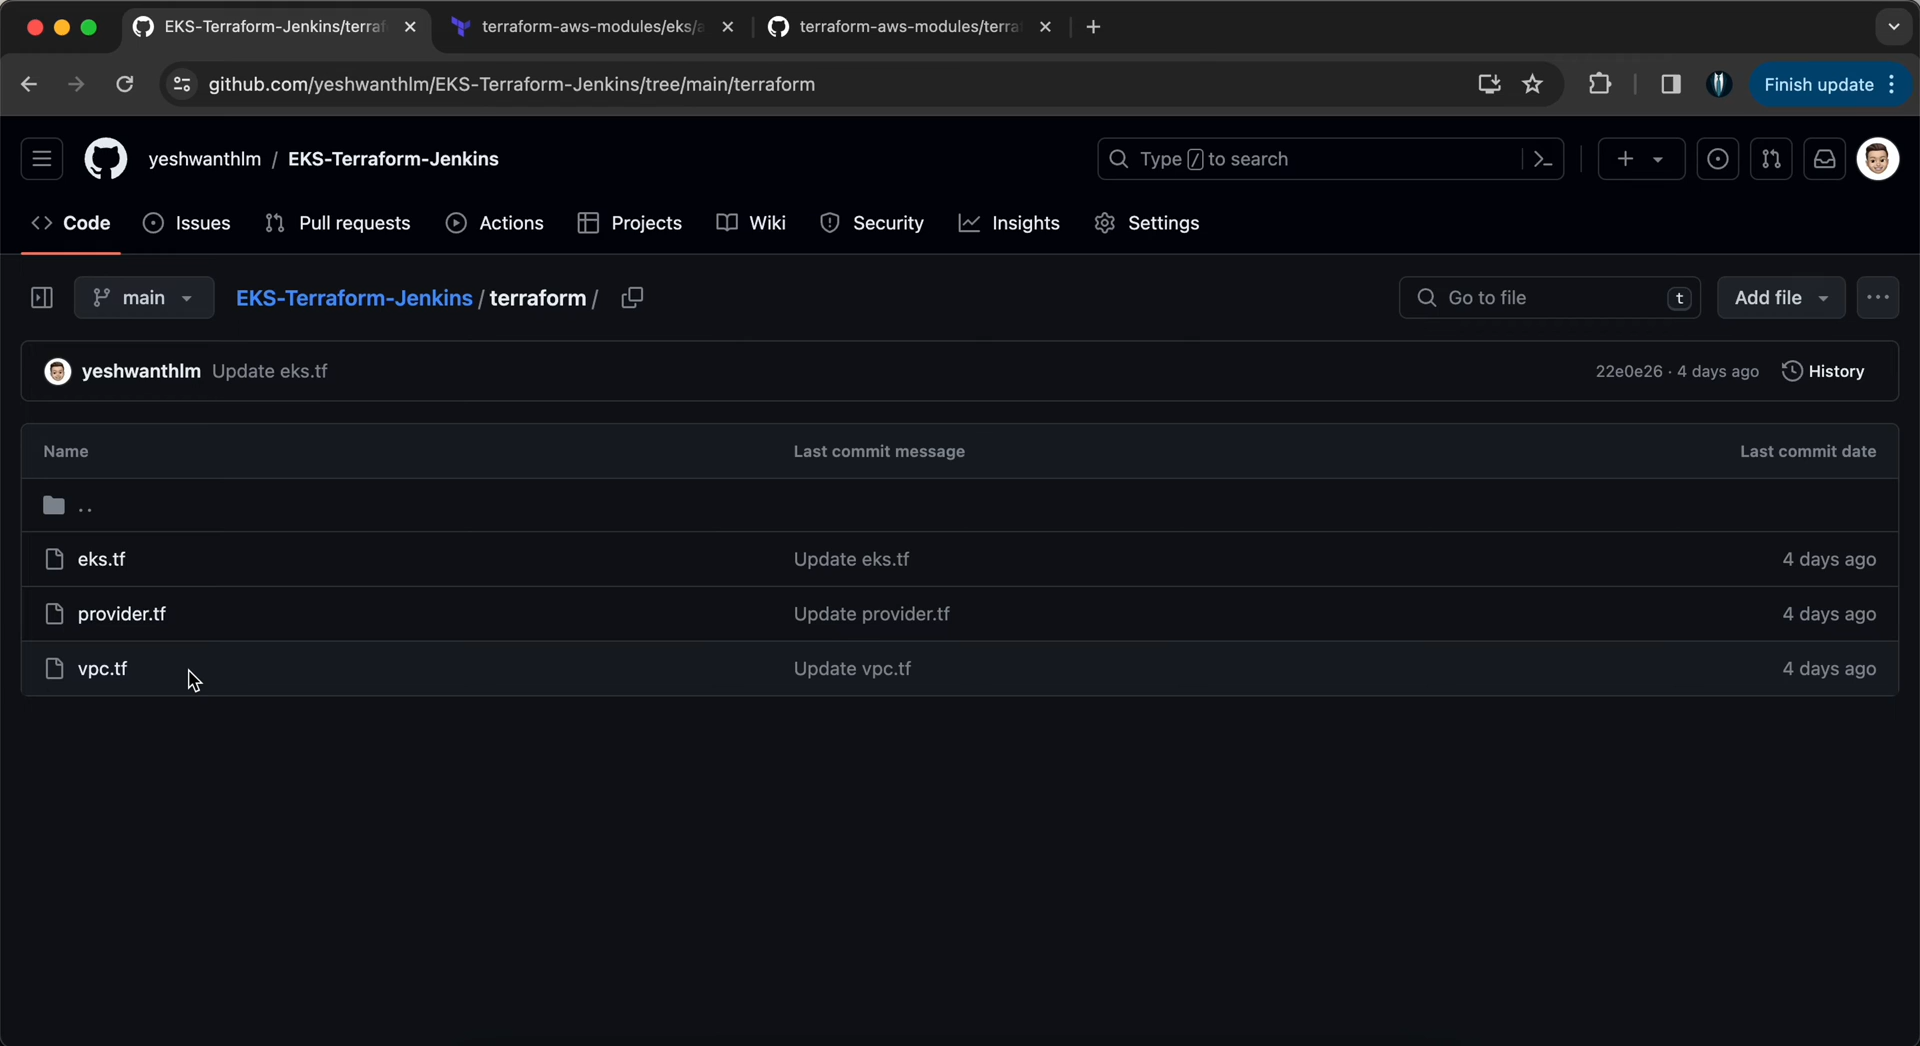 EKS-Terraform-Jenkins/terraf
terraform-aws-modules/eks/a
terraform-aws-modules/terra
github.com/yeshwanthlm/EKS-Terraform-Jenkins/tree/main/terraform
Finish update
yeshwanthlm / EKS-Terraform-Jenkins
Type / to search
Code
Issues
Pull requests
Actions
Projects
Wiki
Security
Insights
Settings
main
EKS-Terraform-Jenkins / terraform /
Go to file
t
Add file
yeshwanthlm Update eks.tf
22e0e26 · 4 days ago
History
Name Last commit message Last commit date
..
eks.tf Update eks.tf 4 days ago
provider.tf Update provider.tf 4 days ago
vpc.tf Update vpc.tf 4 days ago